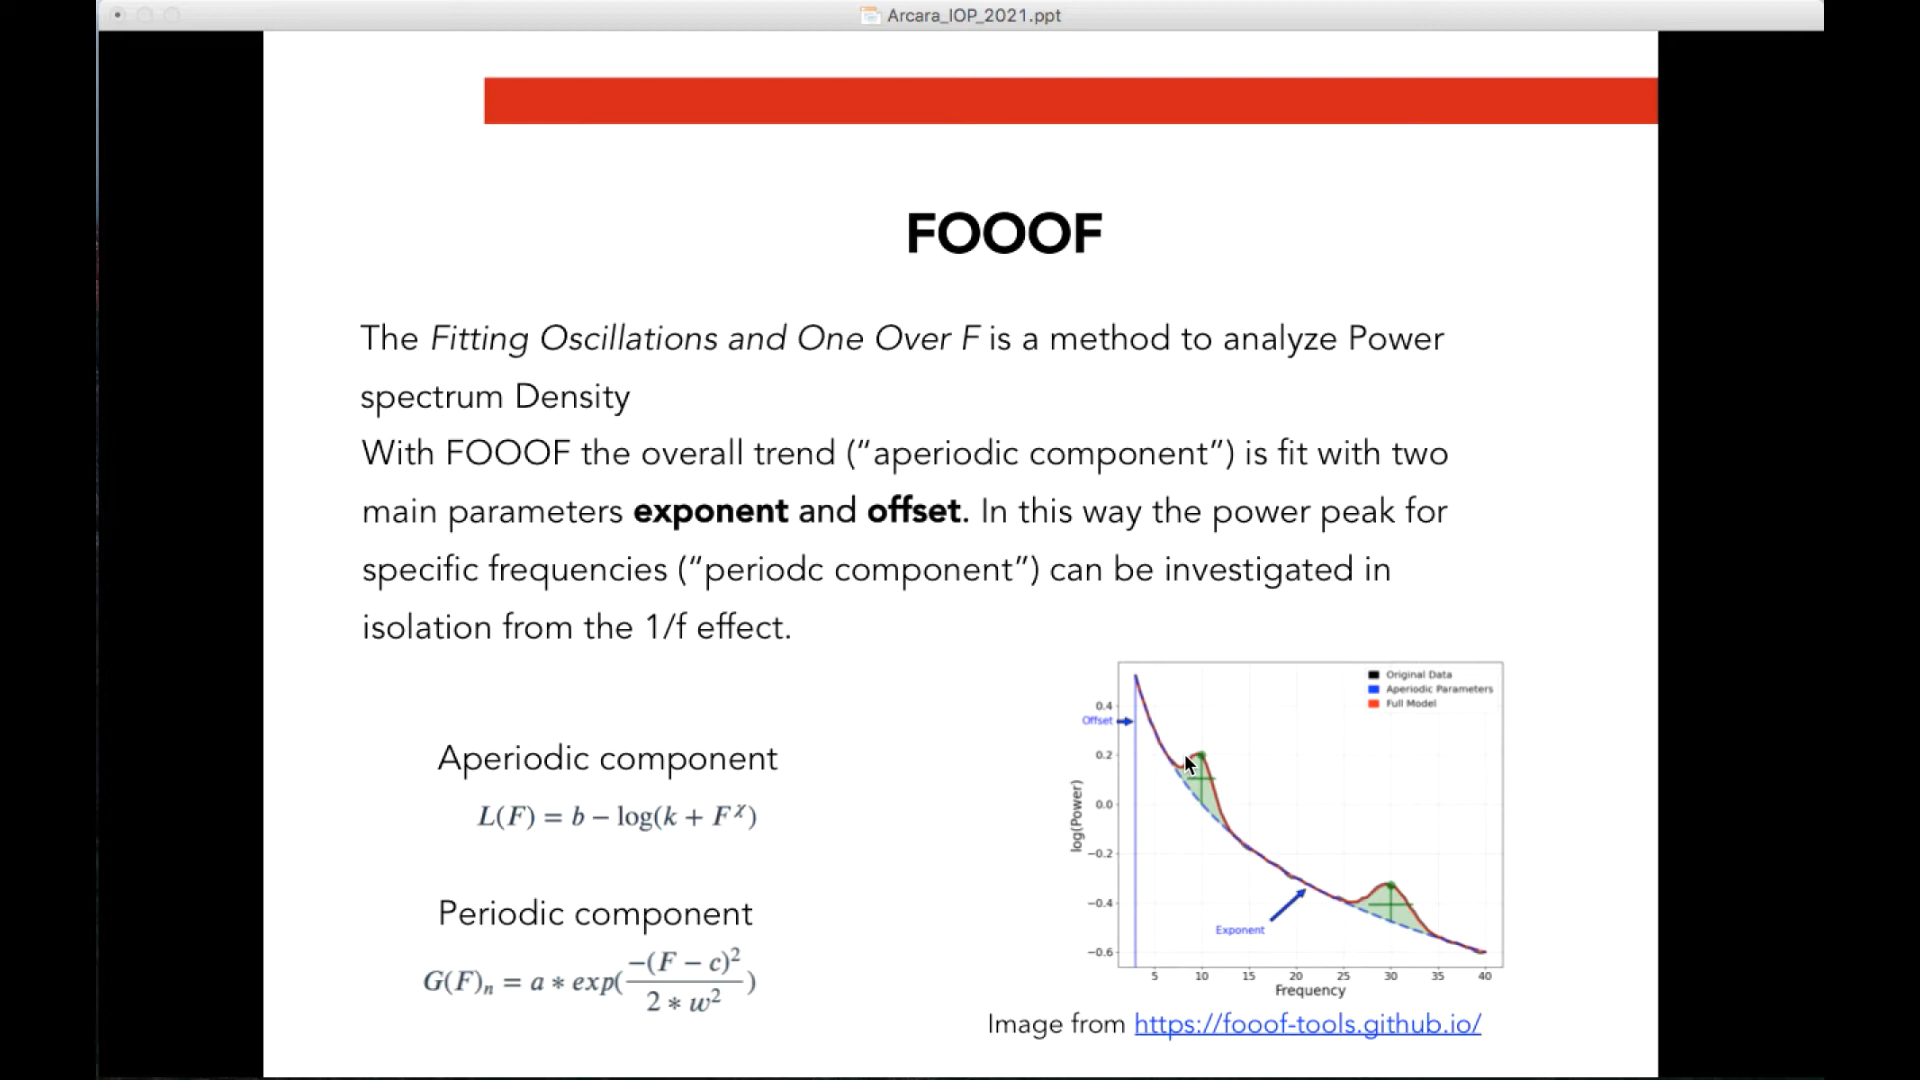 Arcara_IOP_2021.ppt
FOOOF
The Fitting Oscillations and One Over F is a method to analyze Power
spectrum Density
With FOOOF the overall trend (“aperiodic component”) is fit with two
main parameters exponent and offset. In this way the power peak for
specific frequencies (“periodc component”) can be investigated in
isolation from the 1/f effect.
Aperiodic component
L(F) = b − log(k + F^χ)
Periodic component
G(F)_n = a * exp(−(F − c)^2 / 2 * w^2)
Original Data
Aperiodic Parameters
Full Model
Offset
Exponent
log(Power)
0.4
0.2
0.0
−0.2
−0.4
−0.6
5 10 15 20 25 30 35 40
Frequency
Image from https://fooof-tools.github.io/